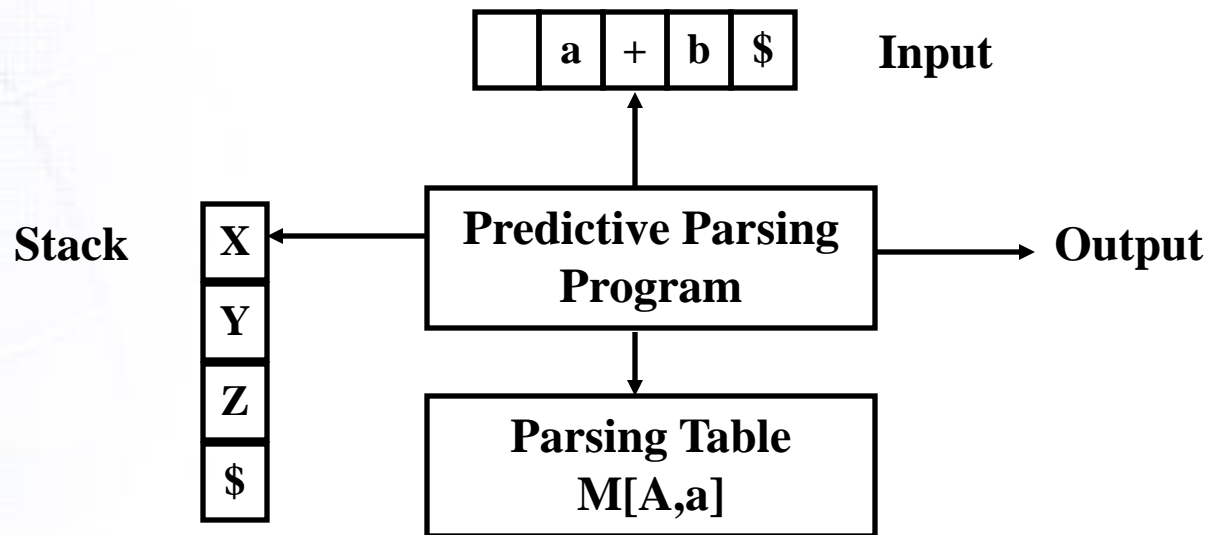 a + b $ Input
Stack
X
Y
Z
$
Predictive Parsing
Program
Output
Parsing Table
M[A,a]